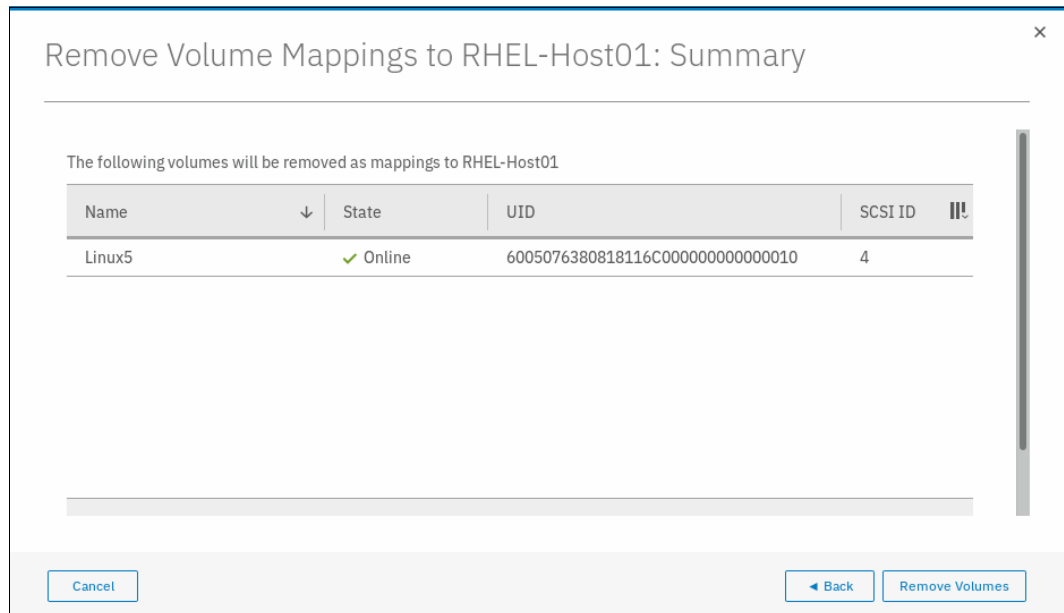 Remove Volume Mappings to RHEL-Host01: Summary
The following volumes will be removed as mappings to RHEL-Host01
Name State UID SCSI ID
Linux5 Online 6005076380818116C000000000000010 4
Cancel Back Remove Volumes